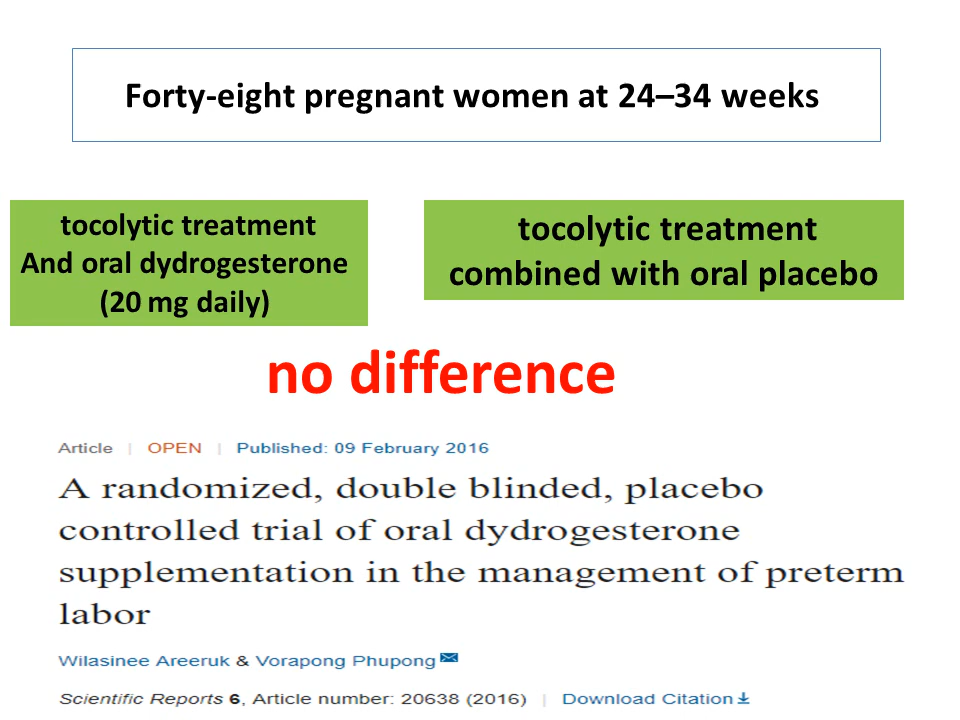 Forty-eight pregnant women at 24–34 weeks
tocolytic treatment
And oral dydrogesterone
(20 mg daily)
tocolytic treatment
combined with oral placebo
no difference
Article | OPEN | Published: 09 February 2016
A randomized, double blinded, placebo
controlled trial of oral dydrogesterone
supplementation in the management of preterm
labor
Wilasinee Areeruk & Vorapong Phupong
Scientific Reports 6, Article number: 20638 (2016) | Download Citation